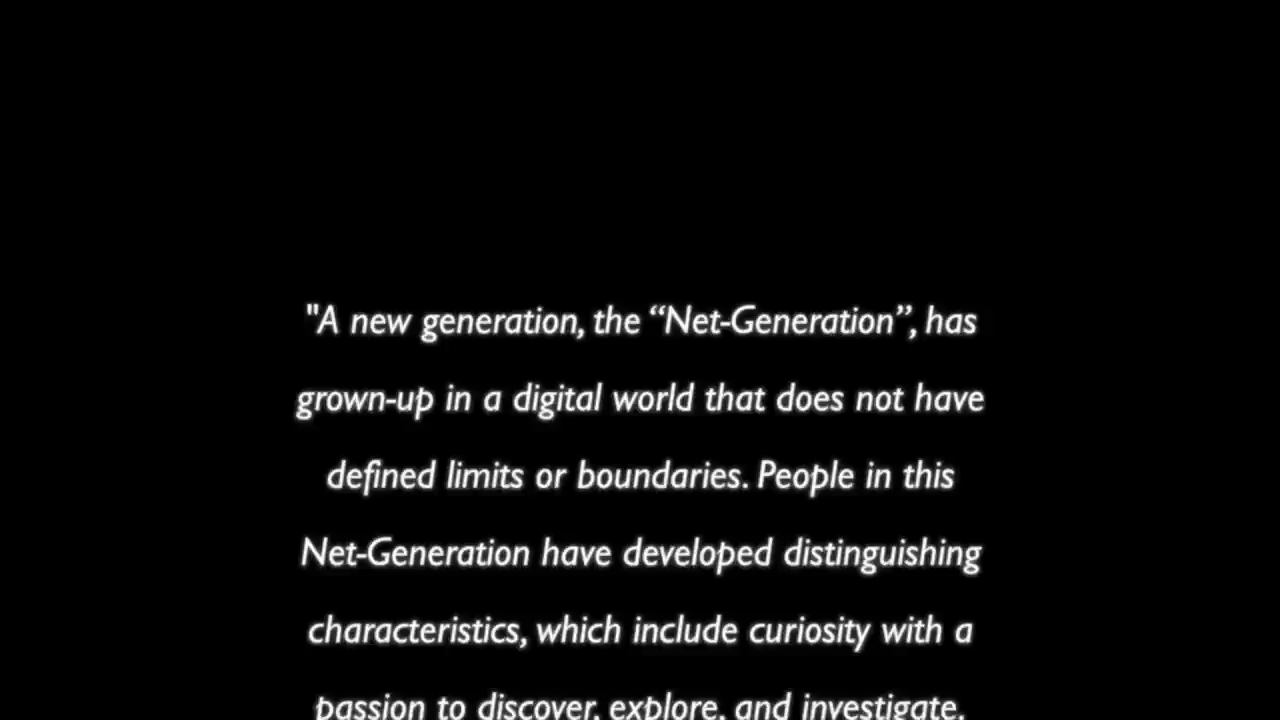 "A new generation, the “Net-Generation”, has
grown-up in a digital world that does not have
defined limits or boundaries. People in this
Net-Generation have developed distinguishing
characteristics, which include curiosity with a
passion to discover, explore, and investigate.